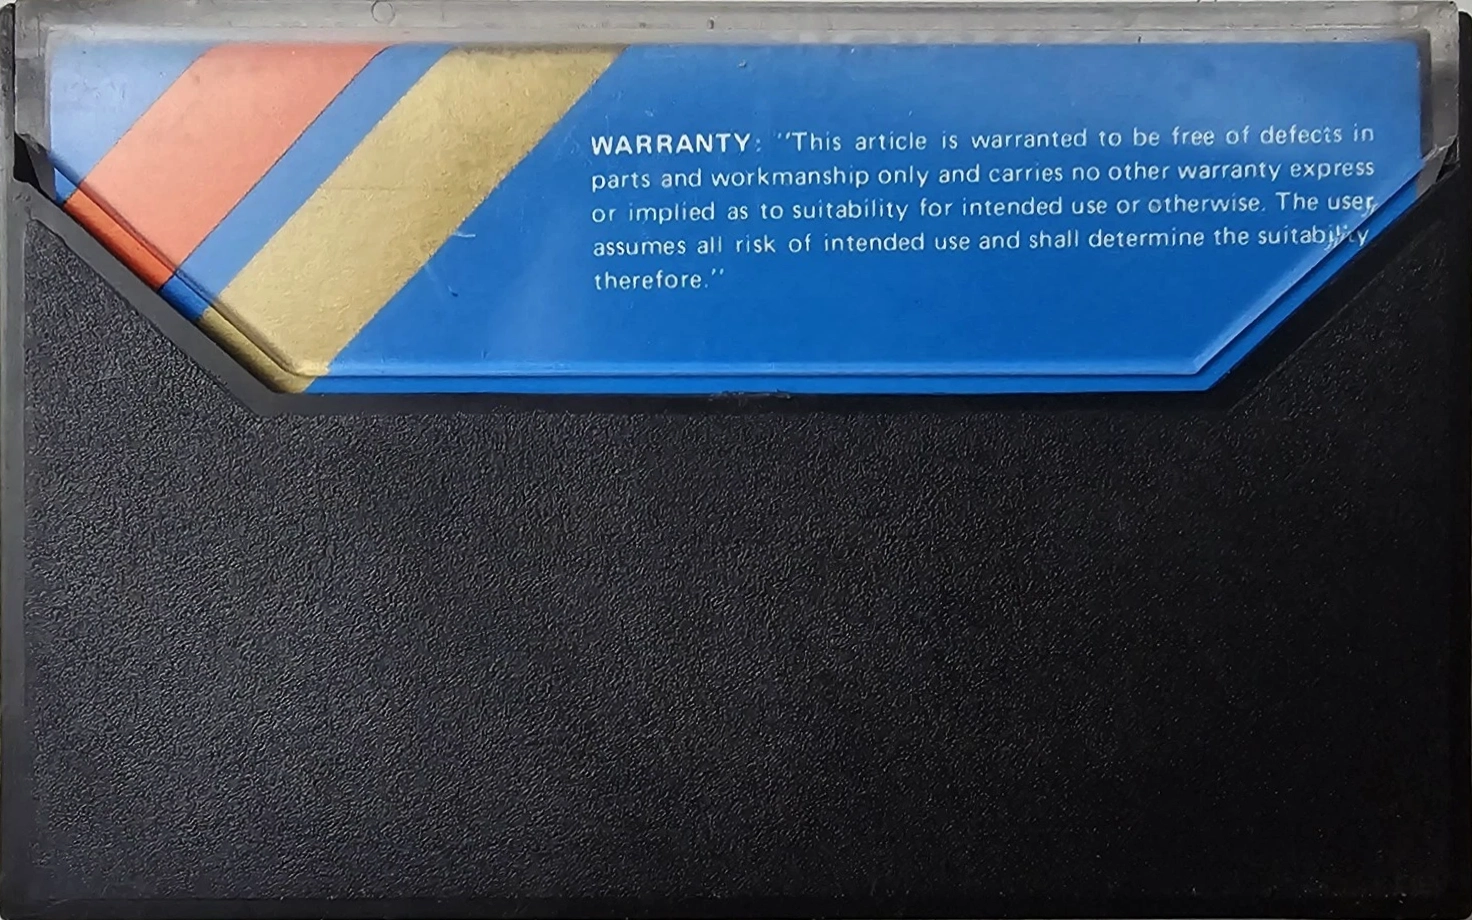 WARRANTY: "This article is warranted to be free of defects in
parts and workmanship only and carries no other warranty express
or implied as to suitability for intended use or otherwise. The user
assumes all risk of intended use and shall determine the suitability
therefore."